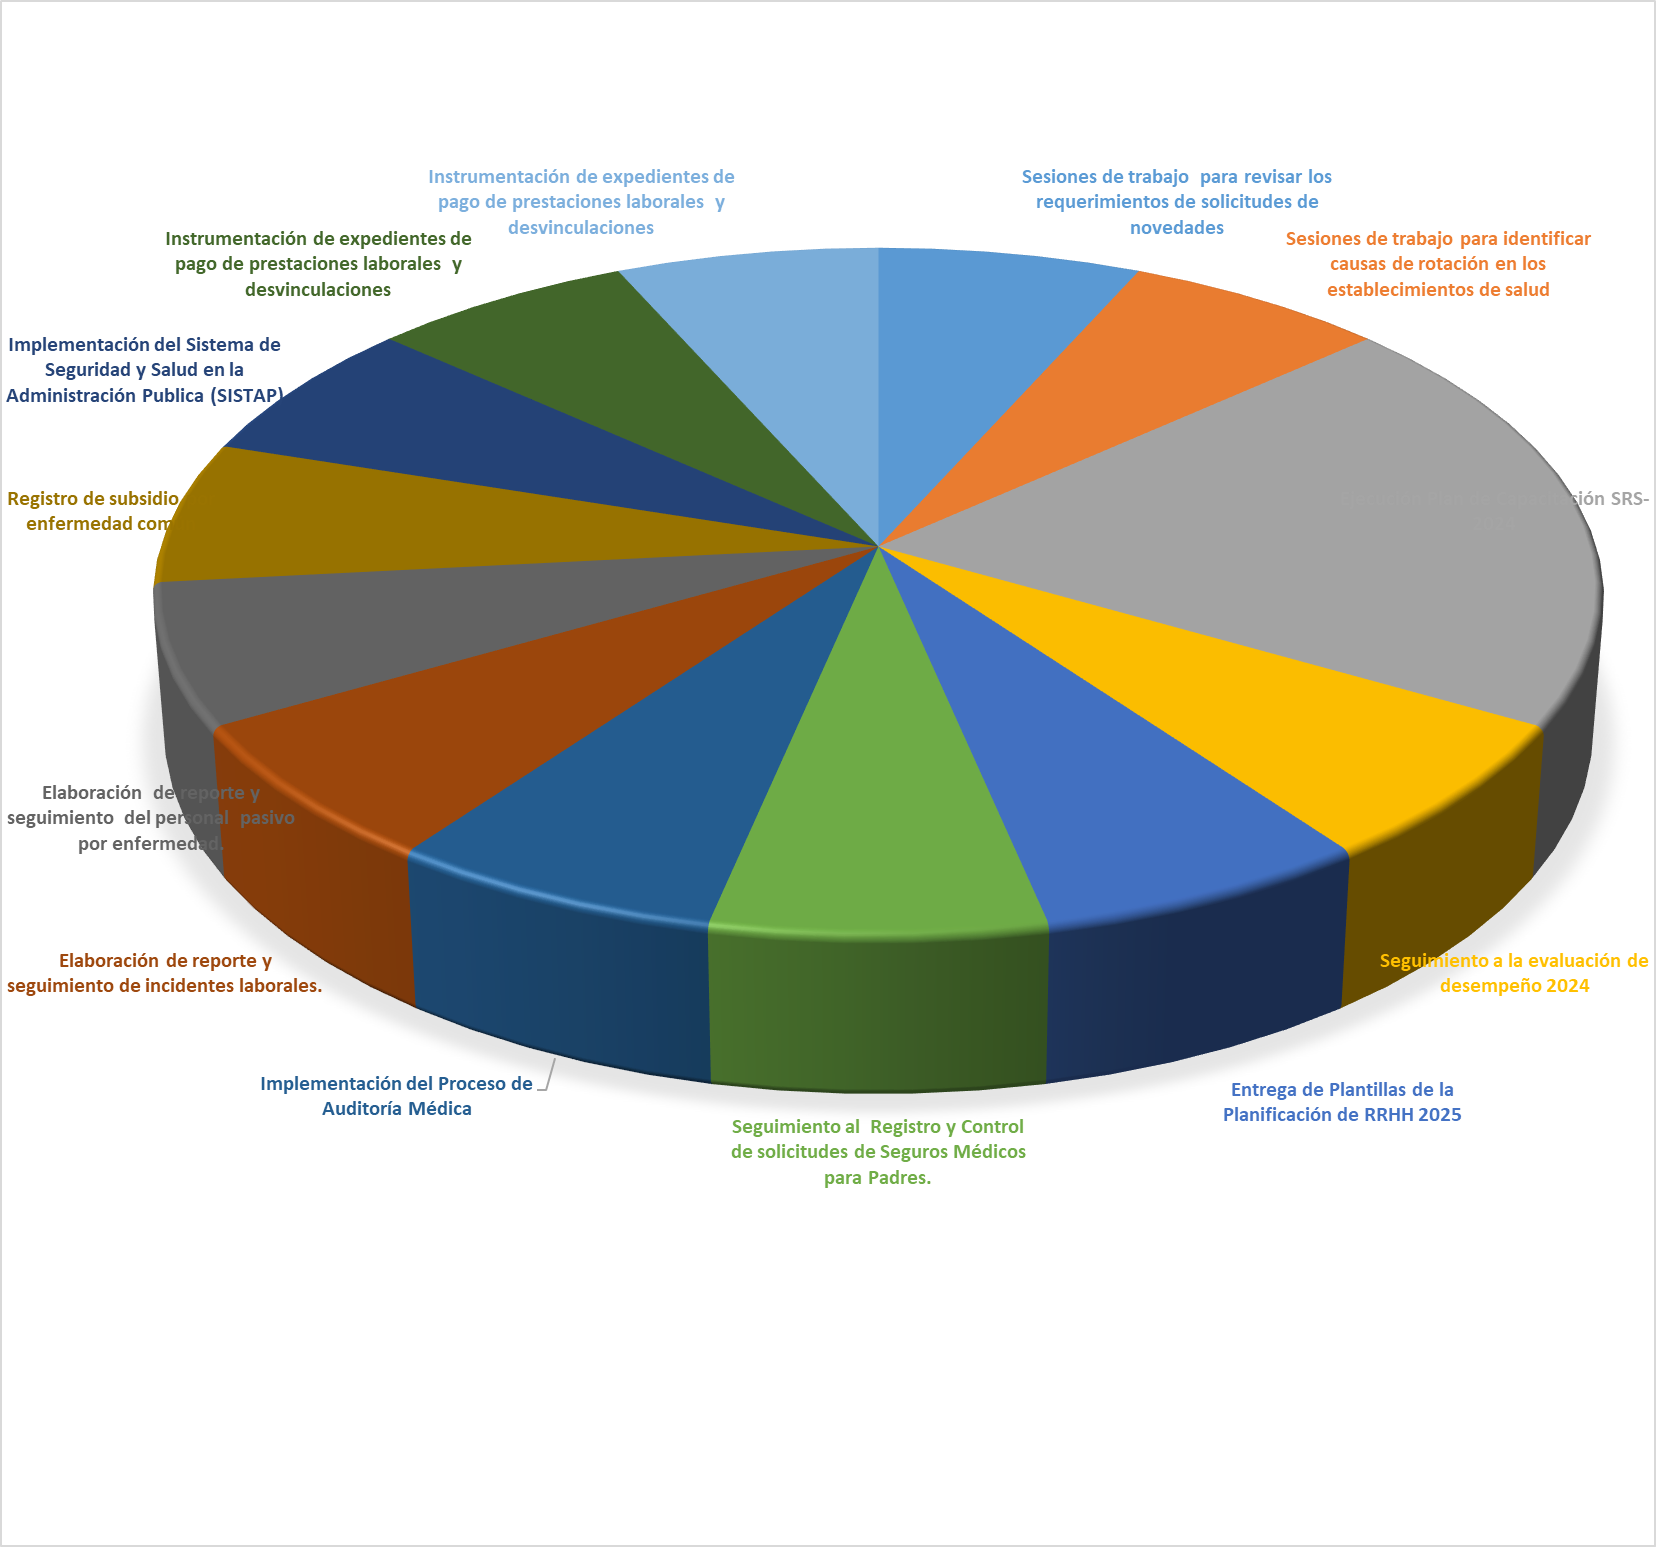 Instrumentación de expedientes de
pago de prestaciones laborales y
desvinculaciones
Sesiones de trabajo para revisar los
requerimientos de solicitudes de
novedades
Instrumentación de expedientes de
pago de prestaciones laborales y
desvinculaciones
Sesiones de trabajo para identificar
causas de rotación en los
establecimientos de salud
Implementación del Sistema de
Seguridad y Salud en la
Administración Publica (SISTAP)
Registro de subsidio
enfermedad
SRS-
Elaboración de reporte y
seguimiento del personal pasivo
por enfermedad.
Elaboración de reporte y
seguimiento de incidentes laborales.
Seguimiento a la evaluación de
desempeño 2024
Implementación del Proceso de
Auditoría Médica
Entrega de Plantillas de la
Planificación de RRHH 2025
Seguimiento al Registro y Control
de solicitudes de Seguros Médicos
para Padres.